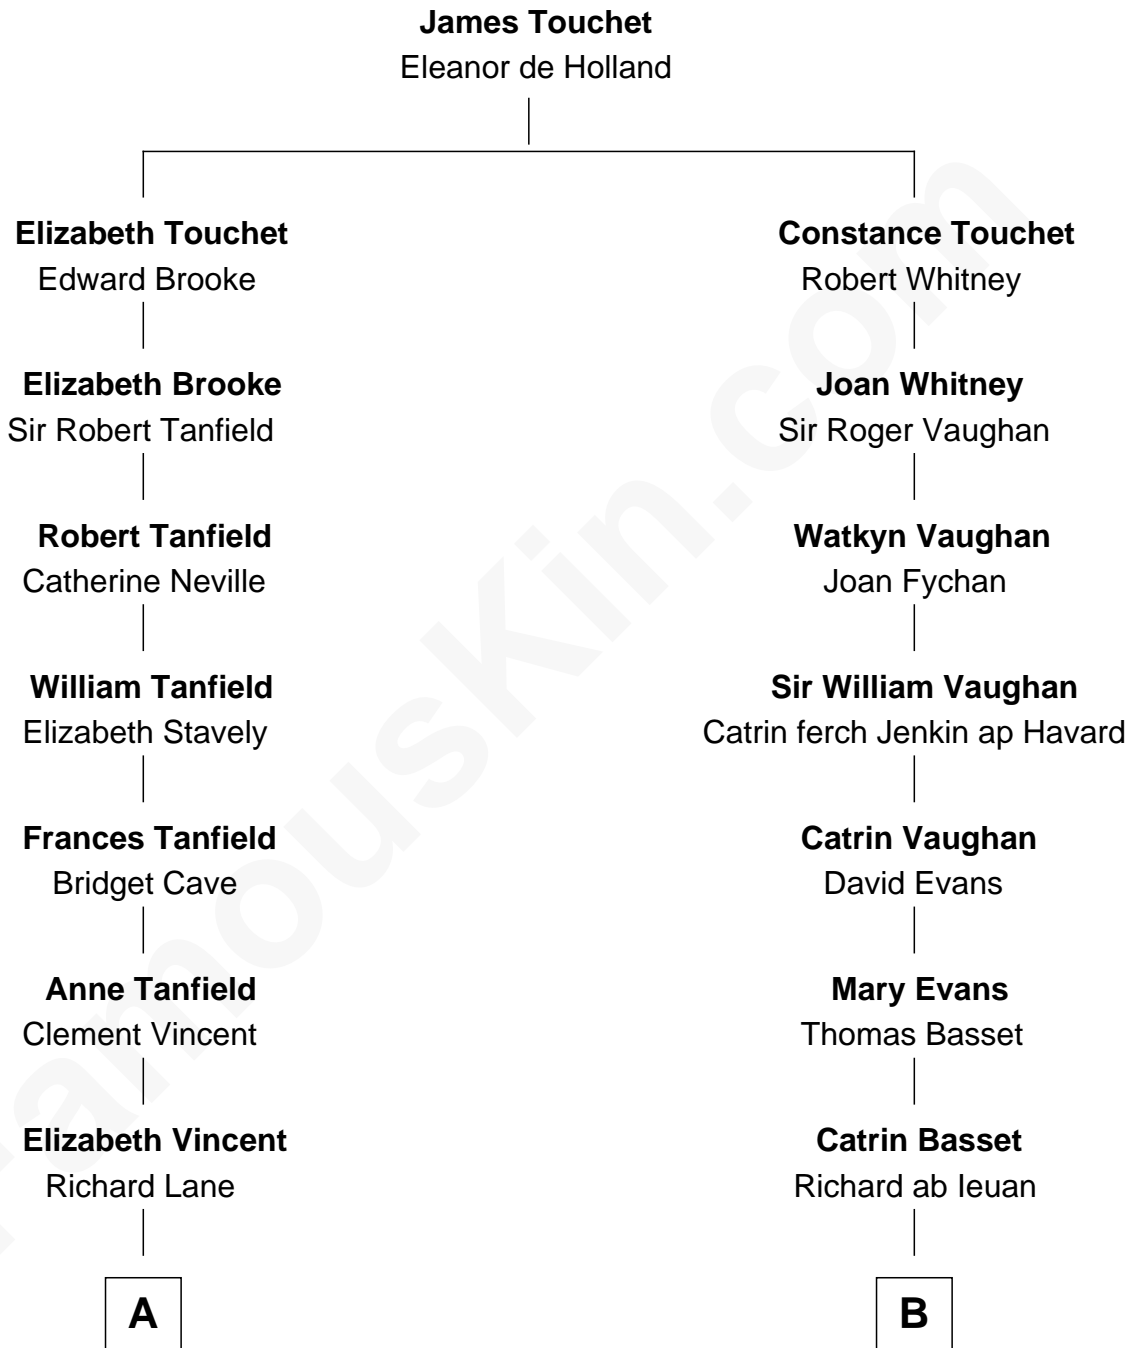 James Touchet
Eleanor de Holland
Elizabeth Touchet
Edward Brooke
Constance Touchet
Robert Whitney
Elizabeth Brooke
Sir Robert Tanfield
Joan Whitney
Sir Roger Vaughan
Robert Tanfield
Catherine Neville
Watkyn Vaughan
Joan Fychan
William Tanfield
Elizabeth Stavely
Sir William Vaughan
Catrin ferch Jenkin ap Havard
Frances Tanfield
Bridget Cave
Catrin Vaughan
David Evans
Anne Tanfield
Clement Vincent
Mary Evans
Thomas Basset
Elizabeth Vincent
Richard Lane
Catrin Basset
Richard ab Ieuan
A
B
FamousKin.com